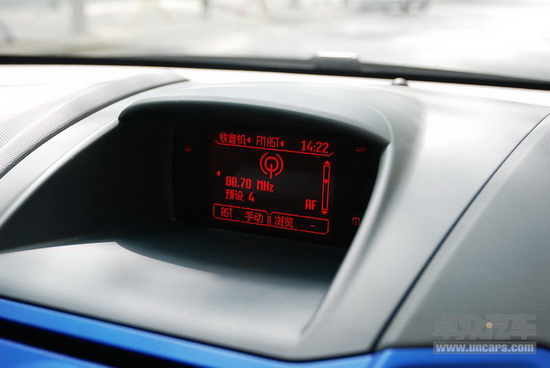 收音机 FMAST 14:22
88.70 MHz
预设 4 AF
AST 手动 浏览 -
www.uncars.com